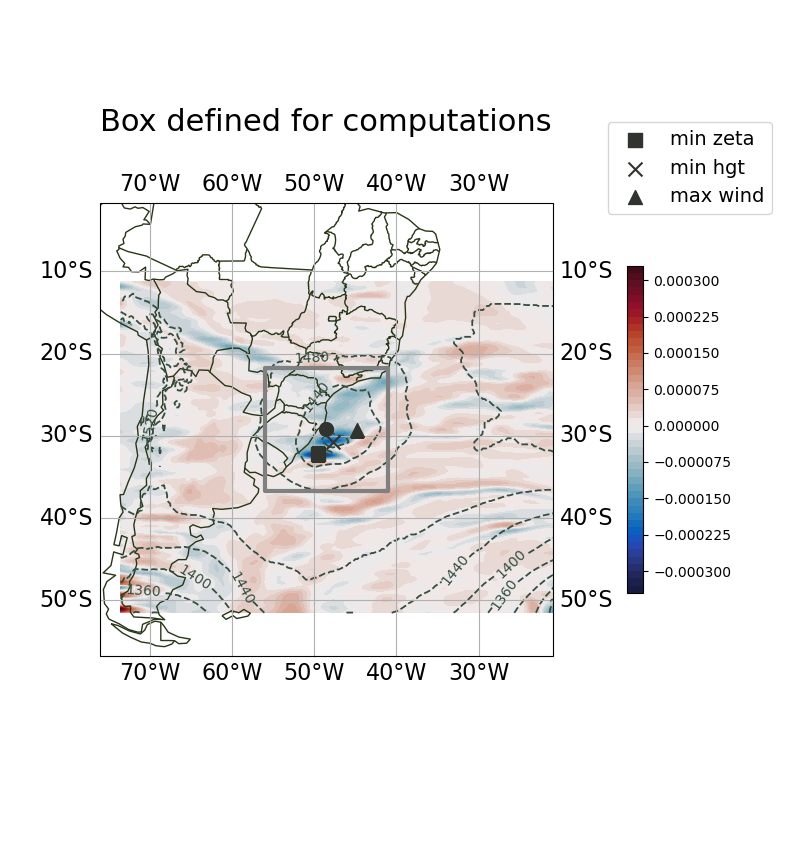 Box defined for computations
min zeta
min hgt
max wind
70°W 60°W 50°W 40°W 30°W
10°S 10°S
20°S 20°S
30°S 30°S
40°S 40°S
50°S 50°S
70°W 60°W 50°W 40°W 30°W
1480
1440
1440
1400
1360
1440
1400
1360
0.000300
0.000225
0.000150
0.000075
0.000000
−0.000075
−0.000150
−0.000225
−0.000300